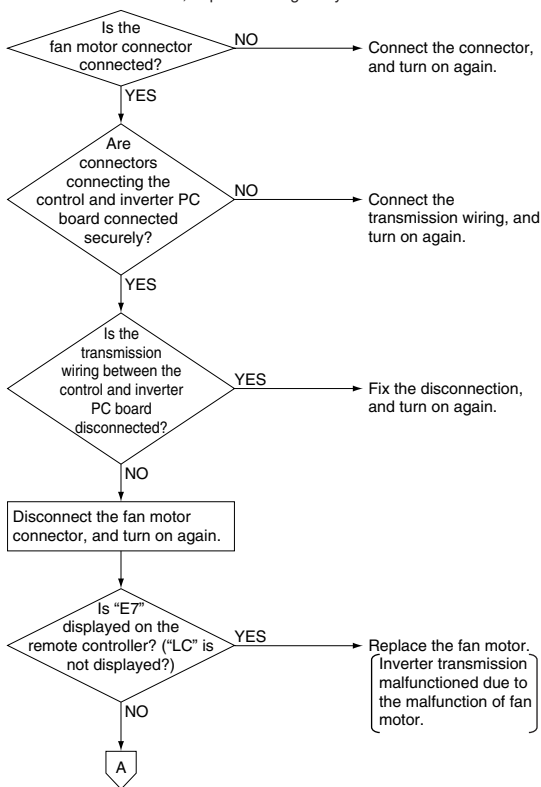 Is the
fan motor connector
connected?
NO
Connect the connector,
and turn on again.
YES
Are
connectors
connecting the
control and inverter PC
board connected
securely?
NO
Connect the
transmission wiring, and
turn on again.
YES
Is the
transmission
wiring between the
control and inverter
PC board
disconnected?
YES
Fix the disconnection,
and turn on again.
NO
Disconnect the fan motor
connector, and turn on again.
Is “E7”
displayed on the
remote controller? (“LC” is
not displayed?)
YES
Replace the fan motor.
Inverter transmission
malfunctioned due to
the malfunction of fan
motor.
NO
A